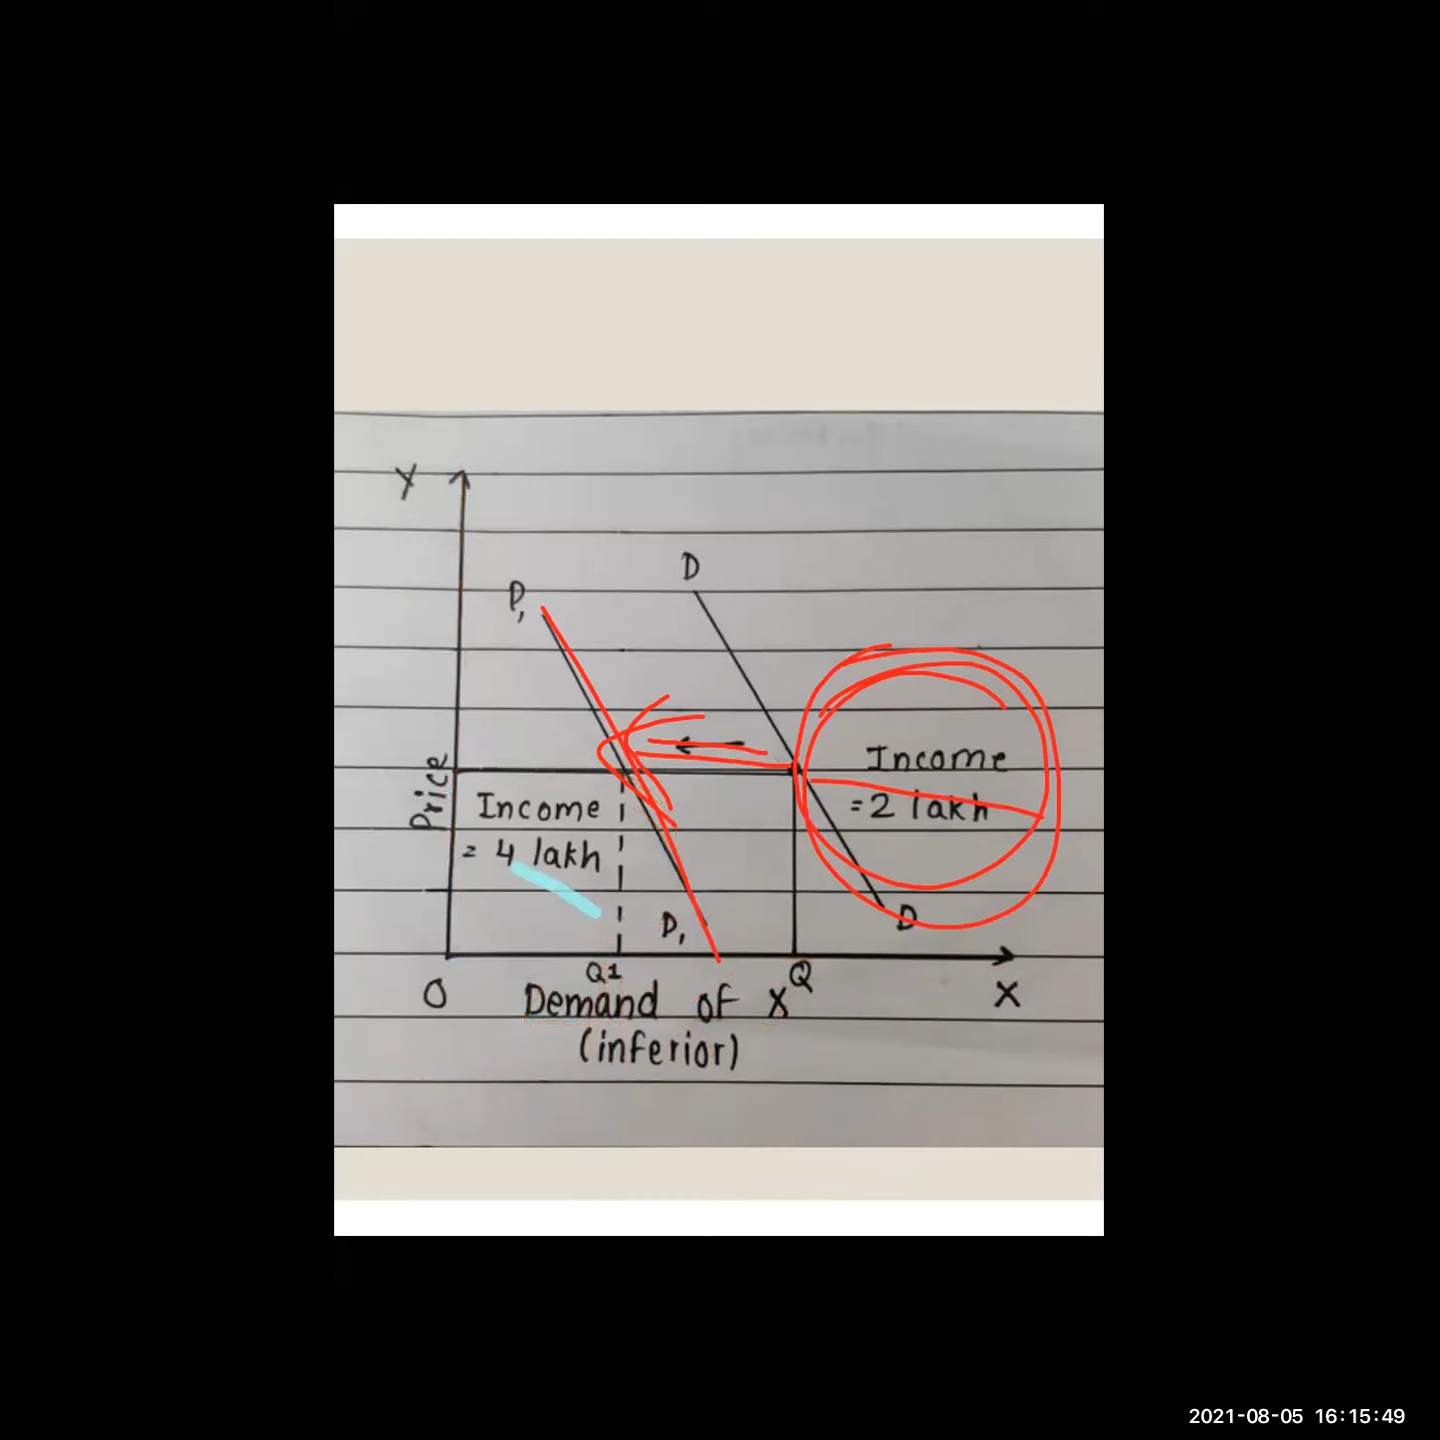 Y
D
D,
Price
Income
= 2 lakh
Income
= 4 lakh
D,
D
Q1
Q
O
Demand of X
X
(inferior)
2021-08-05 16:15:49